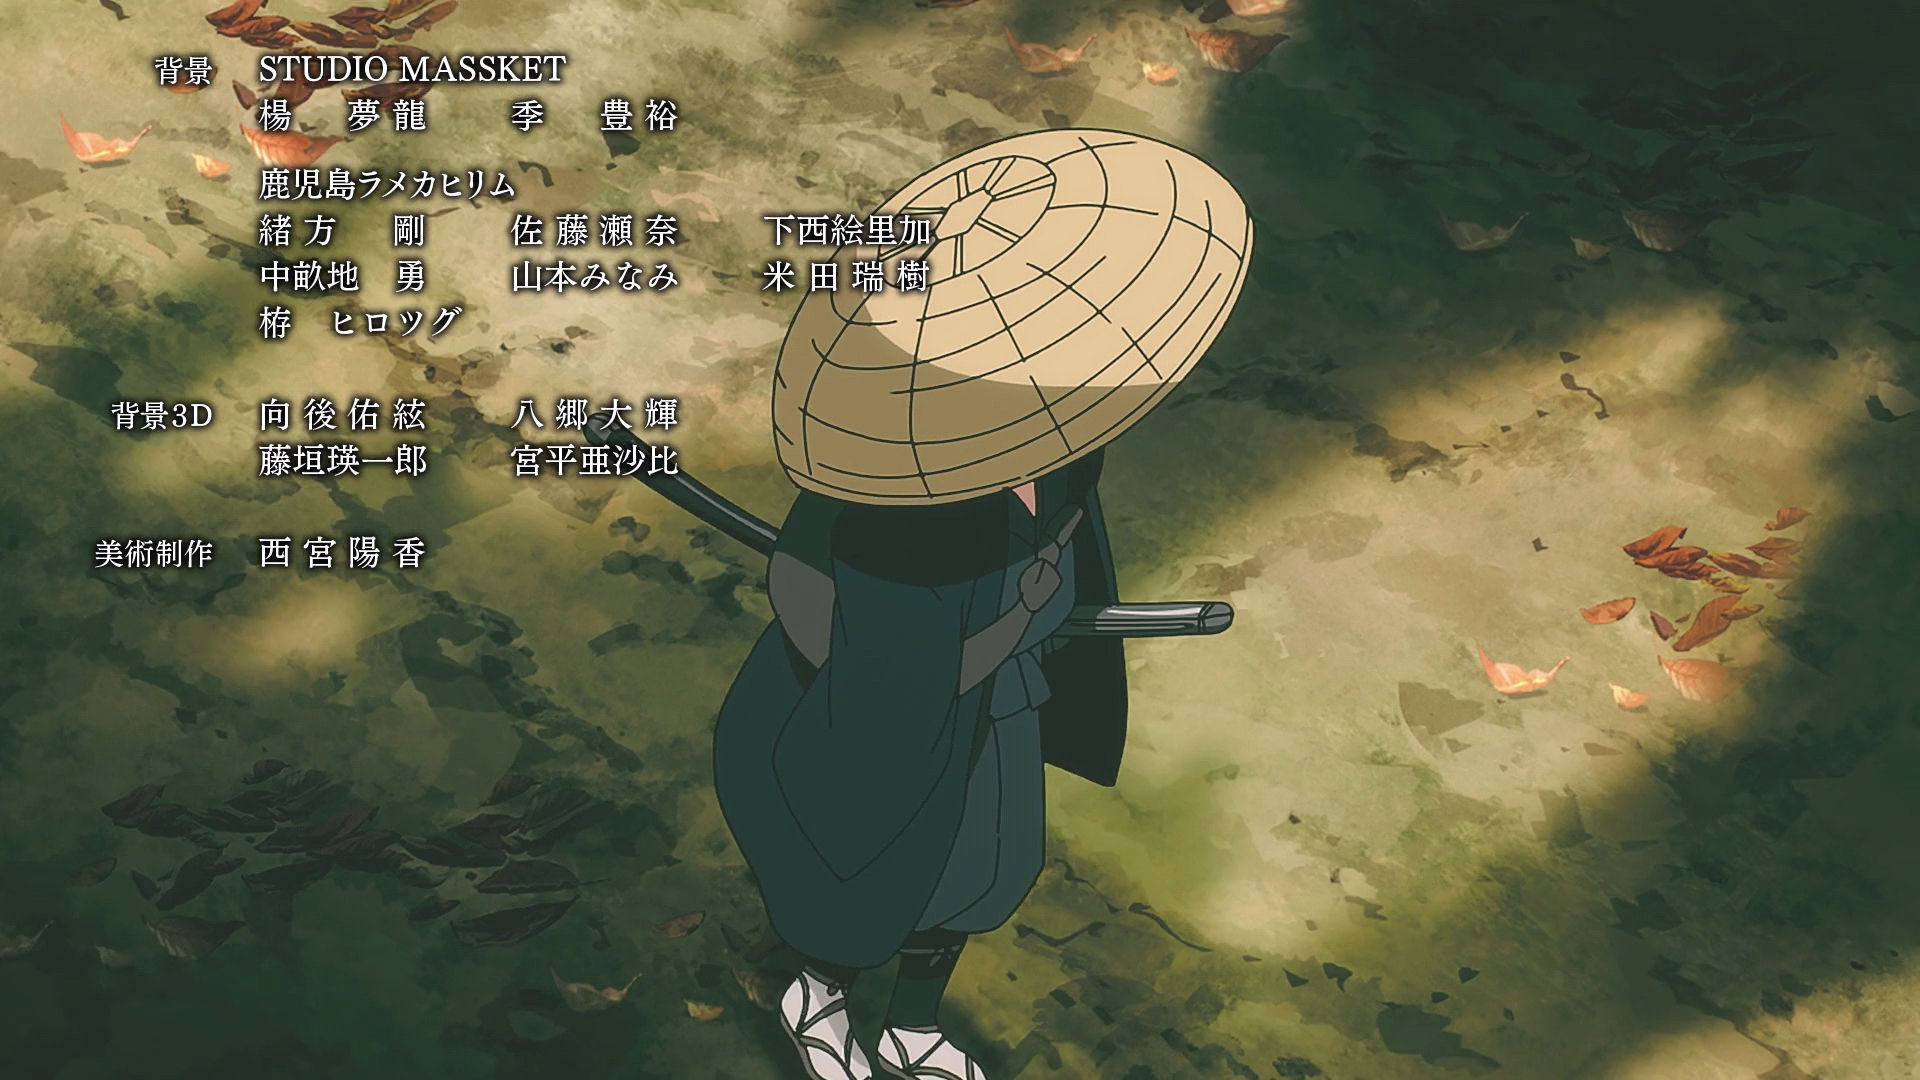 背景 STUDIO MASSKET
楊 夢龍 季 豊裕
鹿児島ラメカヒリム
緒方 剛 佐藤瀬奈 下西絵里加
中畝地 勇 山本みなみ 米田瑞樹
栫 ヒロツグ
背景3D 向後佑絃 八郷大輝
藤垣瑛一郎 宮平亜沙比
美術制作 西宮陽香